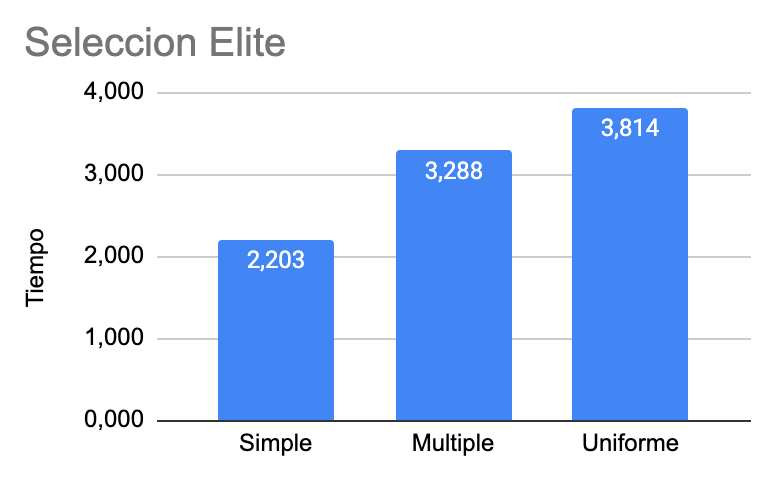 Seleccion Elite
4,000
3,000
2,000
1,000
0,000
Tiempo
2,203
3,288
3,814
Simple
Multiple
Uniforme